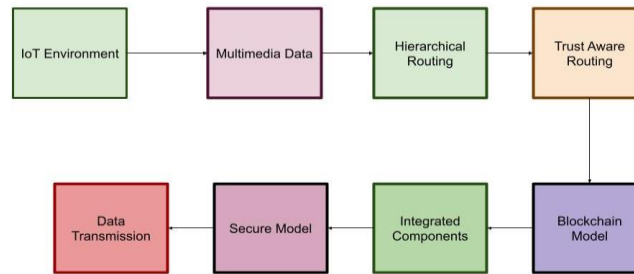 IoT Environment
Multimedia Data
Hierarchical
Routing
Trust Aware
Routing
Data
Transmission
Secure Model
Integrated
Components
Blockchain
Model